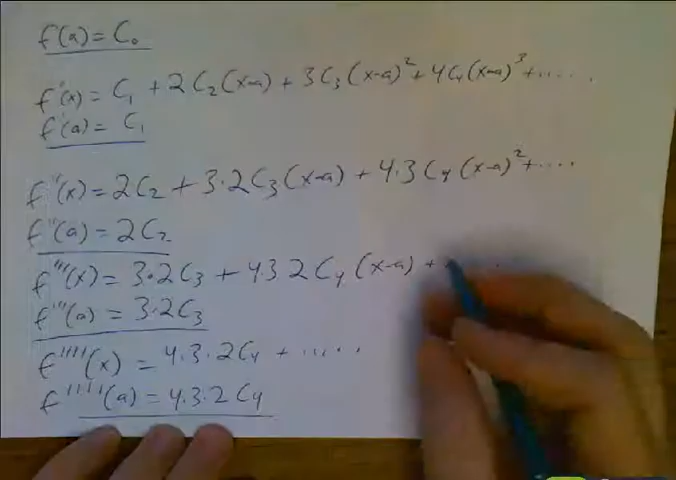 f(a) = C₀
f'(x) = C₁ + 2C₂(x-a) + 3C₃(x-a)² + 4C₄(x-a)³ + .....
f'(a) = C₁
f''(x) = 2C₂ + 3·2C₃(x-a) + 4·3C₄(x-a)² + ....
f''(a) = 2C₂
f'''(x) = 3·2C₃ + 4·3·2C₄(x-a) +
f'''(a) = 3·2C₃
f''''(x) = 4·3·2C₄ + .....
f''''(a) = 4·3·2C₄